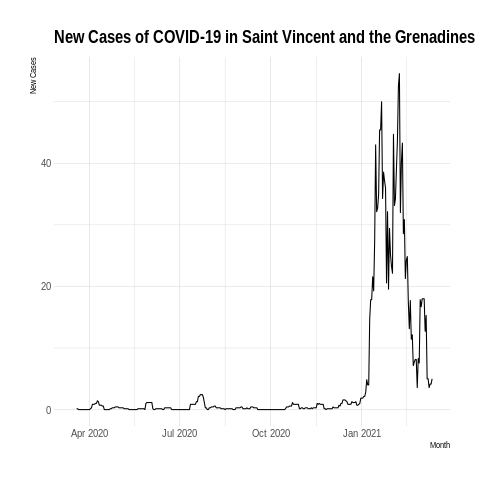 New Cases of COVID-19 in Saint Vincent and the Grenadines
New Cases
40
20
0
Apr 2020 Jul 2020 Oct 2020 Jan 2021
Month